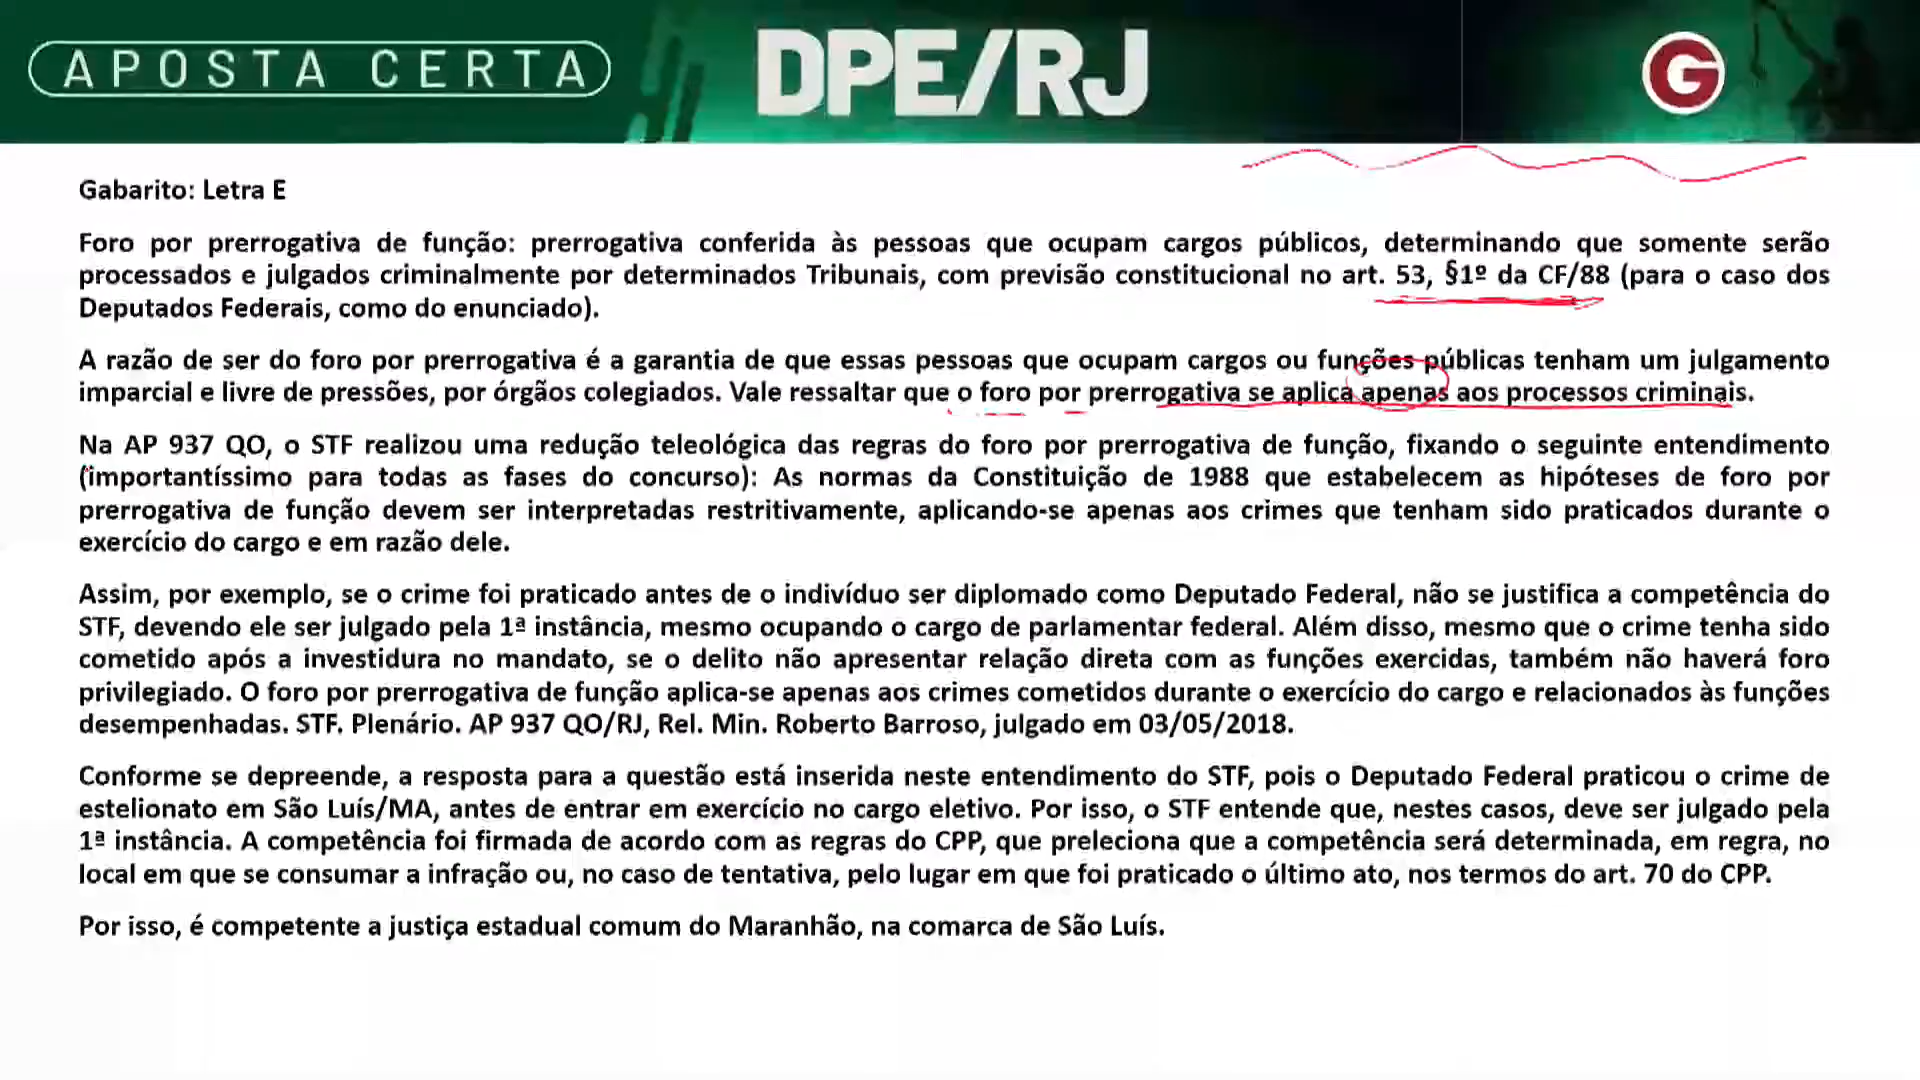 APOSTA CERTA
DPE/RJ
G
Gabarito: Letra E
Foro por prerrogativa de função: prerrogativa conferida às pessoas que ocupam cargos públicos, determinando que somente serão
processados e julgados criminalmente por determinados Tribunais, com previsão constitucional no art. 53, §1º da CF/88 (para o caso dos
Deputados Federais, como do enunciado).
A razão de ser do foro por prerrogativa é a garantia de que essas pessoas que ocupam cargos ou funções públicas tenham um julgamento
imparcial e livre de pressões, por órgãos colegiados. Vale ressaltar que o foro por prerrogativa se aplica apenas aos processos criminais.
Na AP 937 QO, o STF realizou uma redução teleológica das regras do foro por prerrogativa de função, fixando o seguinte entendimento
(importantíssimo para todas as fases do concurso): As normas da Constituição de 1988 que estabelecem as hipóteses de foro por
prerrogativa de função devem ser interpretadas restritivamente, aplicando-se apenas aos crimes que tenham sido praticados durante o
exercício do cargo e em razão dele.
Assim, por exemplo, se o crime foi praticado antes de o indivíduo ser diplomado como Deputado Federal, não se justifica a competência do
STF, devendo ele ser julgado pela 1ª instância, mesmo ocupando o cargo de parlamentar federal. Além disso, mesmo que o crime tenha sido
cometido após a investidura no mandato, se o delito não apresentar relação direta com as funções exercidas, também não haverá foro
privilegiado. O foro por prerrogativa de função aplica-se apenas aos crimes cometidos durante o exercício do cargo e relacionados às funções
desempenhadas. STF. Plenário. AP 937 QO/RJ, Rel. Min. Roberto Barroso, julgado em 03/05/2018.
Conforme se depreende, a resposta para a questão está inserida neste entendimento do STF, pois o Deputado Federal praticou o crime de
estelionato em São Luís/MA, antes de entrar em exercício no cargo eletivo. Por isso, o STF entende que, nestes casos, deve ser julgado pela
1ª instância. A competência foi firmada de acordo com as regras do CPP, que preleciona que a competência será determinada, em regra, no
local em que se consumar a infração ou, no caso de tentativa, pelo lugar em que foi praticado o último ato, nos termos do art. 70 do CPP.
Por isso, é competente a justiça estadual comum do Maranhão, na comarca de São Luís.